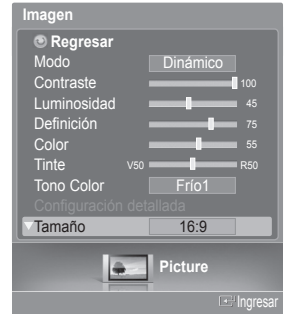 Imagen
Regresar
Modo Dinámico
Contraste 100
Luminosidad 45
Definición 75
Color 55
Tinte V50 R50
Tono Color Frío1
Configuración detallada
Tamaño 16:9
Picture
Ingresar